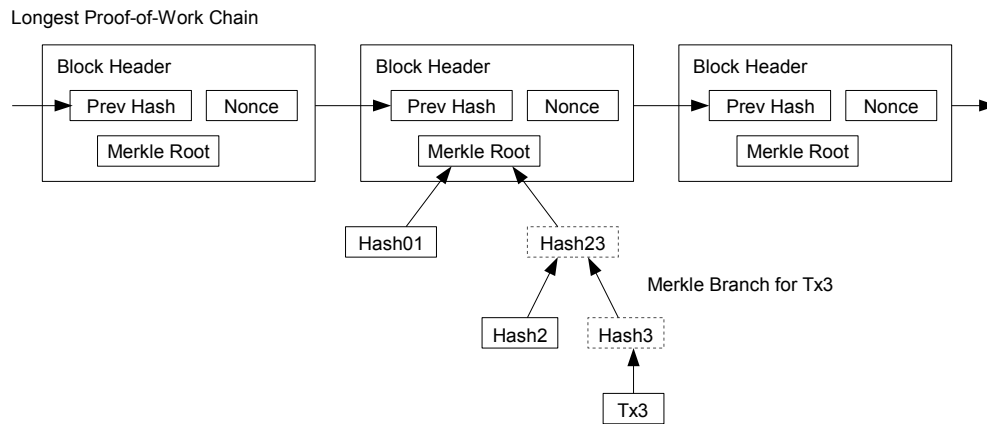 Longest Proof-of-Work Chain
Block Header
Prev Hash
Nonce
Merkle Root
Block Header
Prev Hash
Nonce
Merkle Root
Block Header
Prev Hash
Nonce
Merkle Root
Hash01
Hash23
Merkle Branch for Tx3
Hash2
Hash3
Tx3